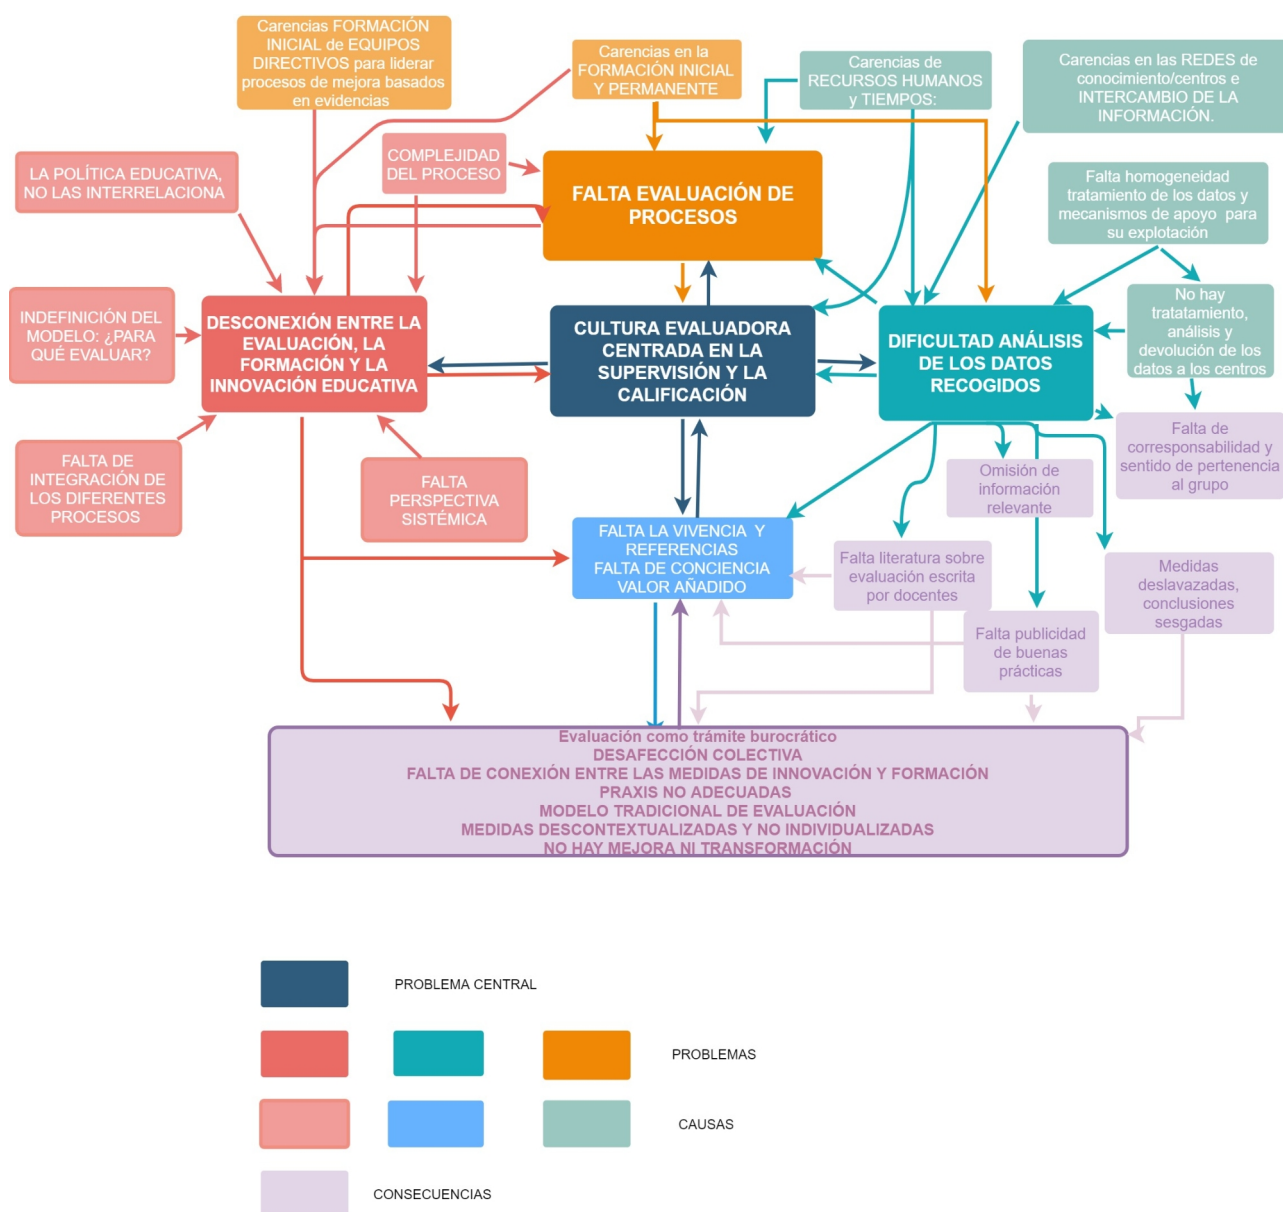 Carencias FORMACIÓN
INICIAL de EQUIPOS
DIRECTIVOS para liderar
procesos de mejora basados
en evidencias
Carencias en la
FORMACIÓN INICIAL
Y PERMANENTE
Carencias de
RECURSOS HUMANOS
y TIEMPOS:
Carencias en las REDES de
conocimiento/centros e
INTERCAMBIO DE LA
INFORMACIÓN.
LA POLÍTICA EDUCATIVA,
NO LAS INTERRELACIONA
COMPLEJIDAD
DEL PROCESO
FALTA EVALUACIÓN DE
PROCESOS
Falta homogeneidad
tratamiento de los datos y
mecanismos de apoyo para
su explotación
INDEFINICIÓN DEL
MODELO: ¿PARA
QUÉ EVALUAR?
DESCONEXIÓN ENTRE LA
EVALUACIÓN, LA
FORMACIÓN Y LA
INNOVACIÓN EDUCATIVA
CULTURA EVALUADORA
CENTRADA EN LA
SUPERVISIÓN Y LA
CALIFICACIÓN
DIFICULTAD ANÁLISIS
DE LOS DATOS
RECOGIDOS
No hay
tratatamiento,
análisis y
devolución de los
datos a los centros
FALTA DE
INTEGRACIÓN DE
LOS DIFERENTES
PROCESOS
FALTA
PERSPECTIVA
SISTÉMICA
Omisión de
información
relevante
Falta de
corresponsabilidad y
sentido de pertenencia
al grupo
FALTA LA VIVENCIA Y
REFERENCIAS
FALTA DE CONCIENCIA
VALOR AÑADIDO
Falta literatura sobre
evaluación escrita
por docentes
Medidas
deslavazadas,
conclusiones
sesgadas
Falta publicidad
de buenas
prácticas
Evaluación como trámite burocrático
DESAFECCIÓN COLECTIVA
FALTA DE CONEXIÓN ENTRE LAS MEDIDAS DE INNOVACIÓN Y FORMACIÓN
PRAXIS NO ADECUADAS
MODELO TRADICIONAL DE EVALUACIÓN
MEDIDAS DESCONTEXTUALIZADAS Y NO INDIVIDUALIZADAS
NO HAY MEJORA NI TRANSFORMACIÓN
PROBLEMA CENTRAL
PROBLEMAS
CAUSAS
CONSECUENCIAS